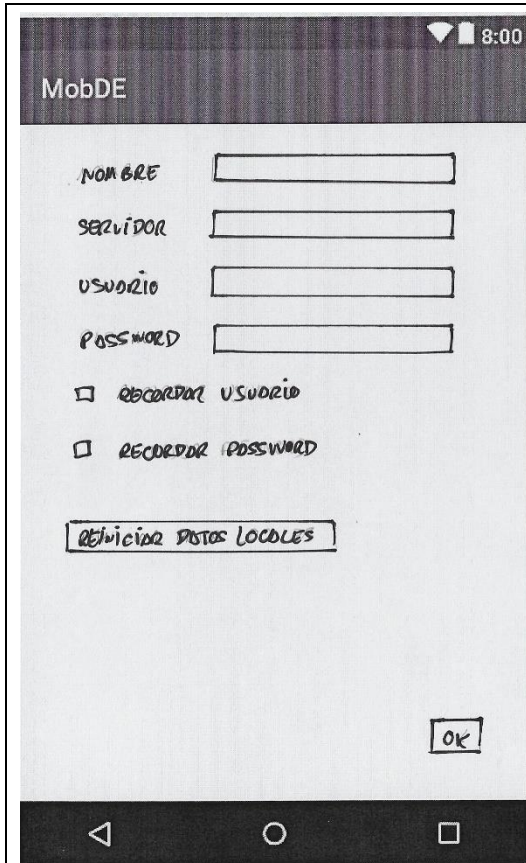 8:00
MobDE
NOMBRE
SERVIDOR
USUARIO
PASSWORD
RECORDAR USUARIO
RECORDAR PASSWORD
REINICIAR DATOS LOCALES
OK